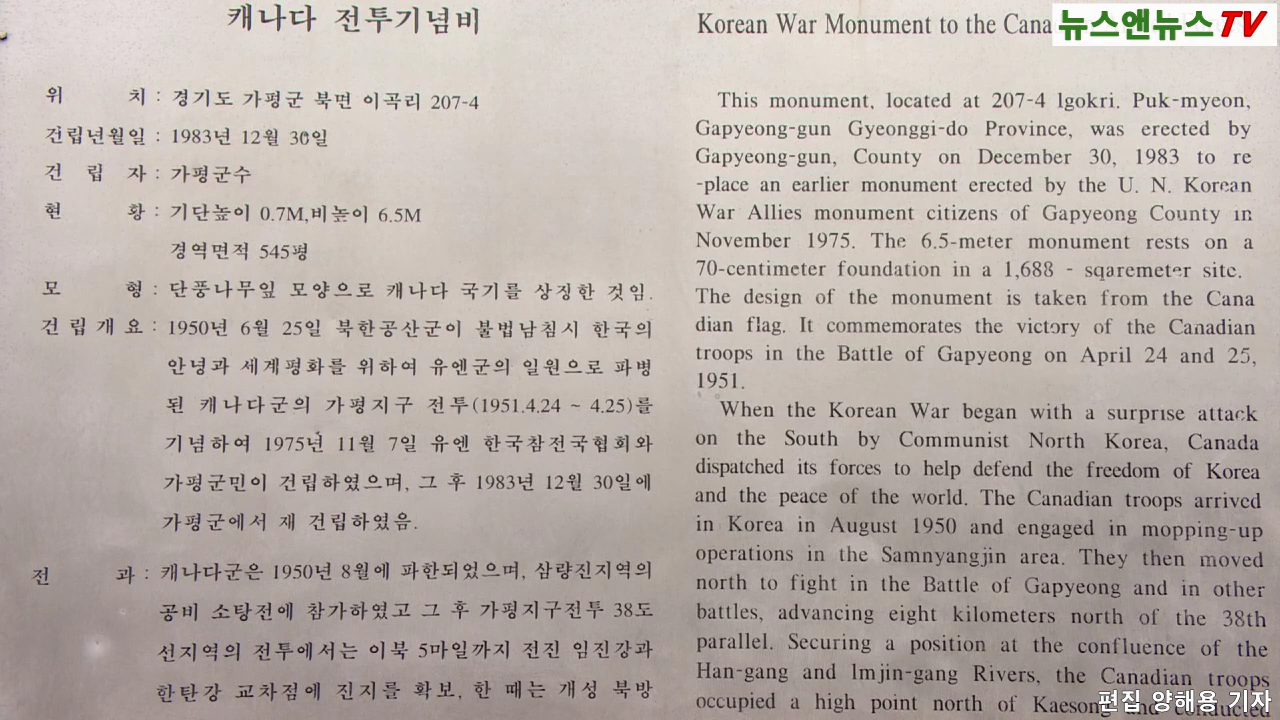 캐나다 전투기념비
위 치 : 경기도 가평군 북면 이곡리 207-4
건립년월일 : 1983년 12월 30일
건 립 자 : 가평군수
현 황 : 기단높이 0.7M,비높이 6.5M
경역면적 545평
모 형 : 단풍나무잎 모양으로 캐나다 국기를 상징한 것임.
건립개요 : 1950년 6월 25일 북한공산군이 불법남침시 한국의
안녕과 세계평화를 위하여 유엔군의 일원으로 파병
된 캐나다군의 가평지구 전투(1951.4.24 ~ 4.25)를
기념하여 1975년 11월 7일 유엔 한국참전국협회와
가평군민이 건립하였으며, 그 후 1983년 12월 30일에
가평군에서 재 건립하였음.
전 과 : 캐나다군은 1950년 8월에 파한되었으며, 삼량진지역의
공비 소탕전에 참가하였고 그 후 가평지구전투 38도
선지역의 전투에서는 이북 5마일까지 전진 임진강과
한탄강 교차점에 진지를 확보, 한 때는 개성 북방
Korean War Monument to the Cana
This monument, located at 207-4 lgokri. Puk-myeon,
Gapyeong-gun Gyeonggi-do Province, was erected by
Gapyeong-gun, County on December 30, 1983 to re
-place an earlier monument erected by the U. N. Korean
War Allies monument citizens of Gapyeong County in
November 1975. The 6.5-meter monument rests on a
70-centimeter foundation in a 1,688 - sqaremeter site.
The design of the monument is taken from the Cana
dian flag. It commemorates the victory of the Canadian
troops in the Battle of Gapyeong on April 24 and 25,
1951.
When the Korean War began with a surprise attack
on the South by Communist North Korea, Canada
dispatched its forces to help defend the freedom of Korea
and the peace of the world. The Canadian troops arrived
in Korea in August 1950 and engaged in mopping-up
operations in the Samnyangjin area. They then moved
north to fight in the Battle of Gapyeong and in other
battles, advancing eight kilometers north of the 38th
parallel. Securing a position at the confluence of the
Han-gang and Imjin-gang Rivers, the Canadian troops
occupied a high point north of Kaesong and conducted
뉴스앤뉴스TV
편집 양해용 기자